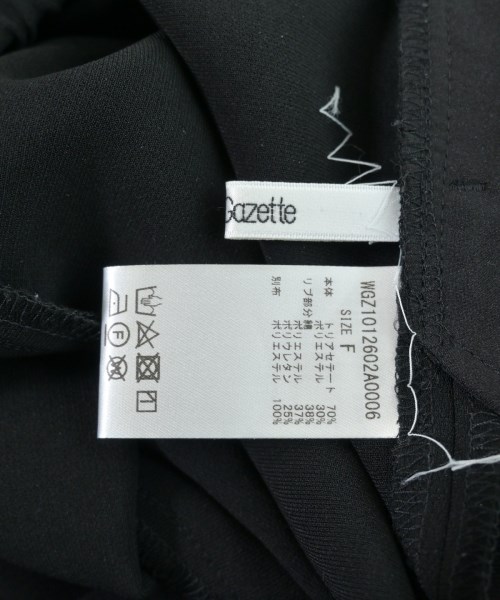 Gazette
WGZ1012602A0006
SIZE F
本体 トリアセテート 70%
ポリエステル 30%
リブ部分 綿 38%
ポリエステル 37%
ポリウレタン 25%
別布 ポリエステル 100%